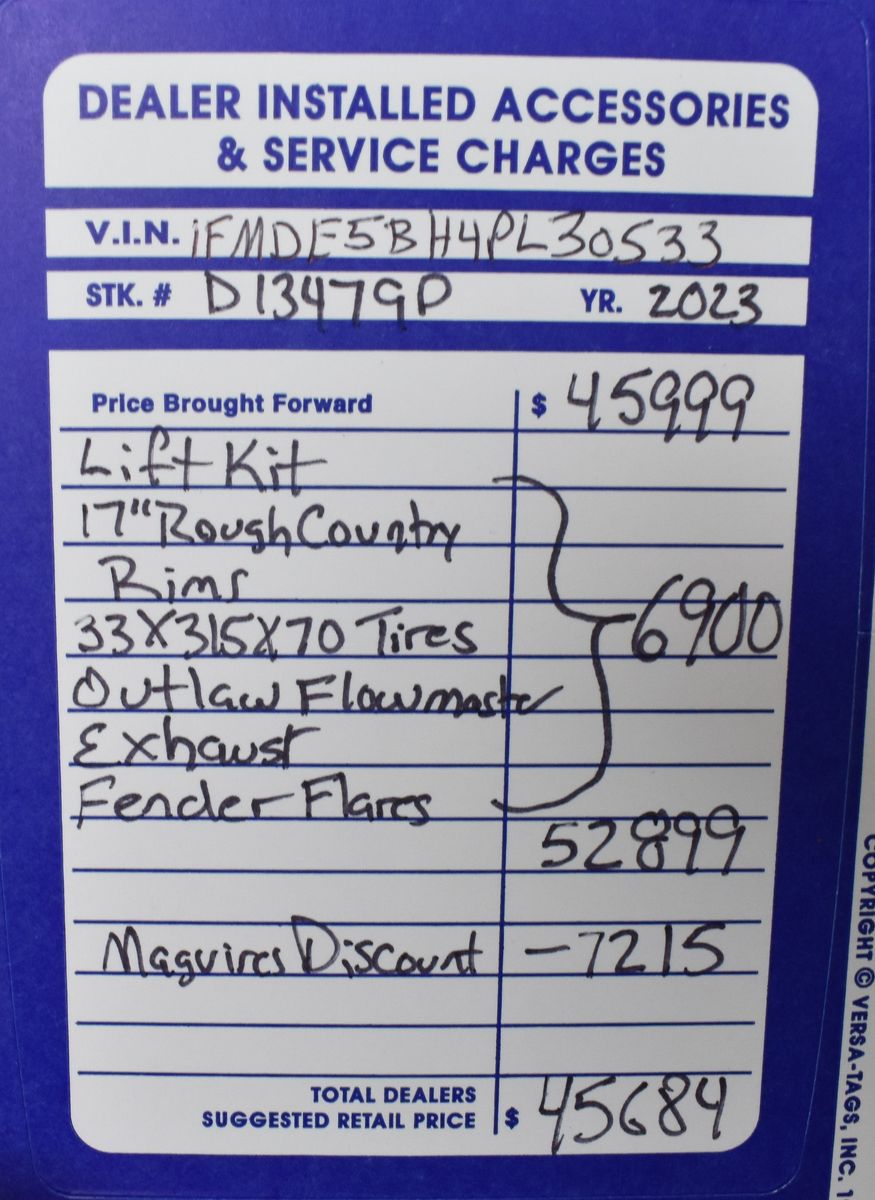 DEALER INSTALLED ACCESSORIES
& SERVICE CHARGES
V.I.N. 1FMDE5BH4PL30533
STK. # D13479P YR. 2023
Price Brought Forward $ 45999
Lift Kit
17" Rough Country
Rims
6900
33X315X70 Tires
Outlaw Flowmaster
Exhaust
Fender Flares
52899
Maguires Discount -7215
TOTAL DEALERS
SUGGESTED RETAIL PRICE $ 45684
COPYRIGHT © VERSA-TAGS, INC. 1